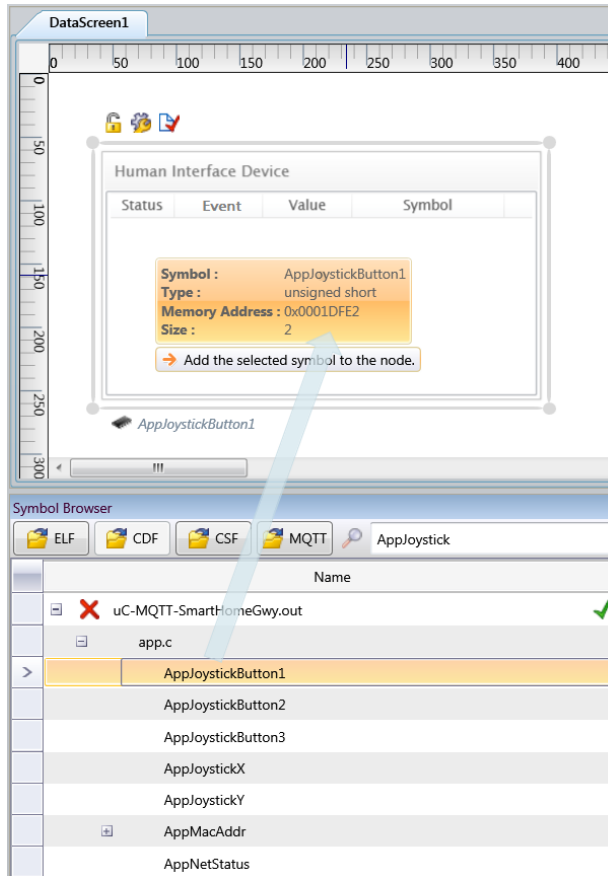 DataScreen1
0 50 100 150 200 250 300 350 400
0
50
100
150
200
250
300
Human Interface Device
Status Event Value Symbol
Symbol : AppJoystickButton1
Type : unsigned short
Memory Address : 0x0001DFE2
Size : 2
Add the selected symbol to the node.
AppJoystickButton1
Symbol Browser
ELF CDF CSF MQTT AppJoystick
Name
uC-MQTT-SmartHomeGwy.out
app.c
AppJoystickButton1
AppJoystickButton2
AppJoystickButton3
AppJoystickX
AppJoystickY
AppMacAddr
AppNetStatus